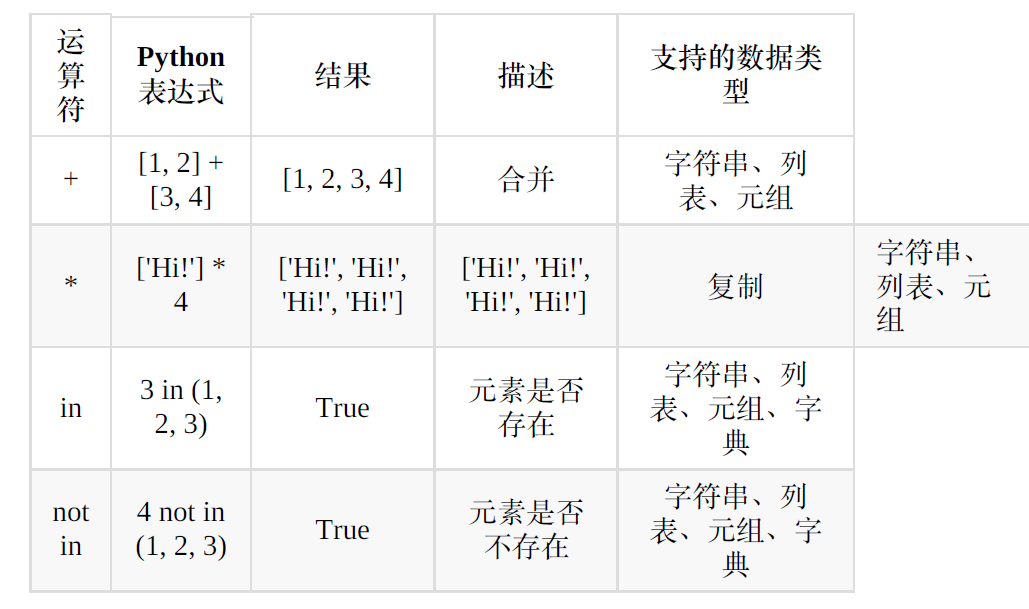 运
算
符
Python
表达式
结果
描述
支持的数据类
型
+
[1, 2] +
[3, 4]
[1, 2, 3, 4]
合并
字符串、列
表、元组
*
['Hi!'] *
4
['Hi!', 'Hi!',
'Hi!', 'Hi!']
['Hi!', 'Hi!',
'Hi!', 'Hi!']
复制
字符串、
列表、元
组
in
3 in (1,
2, 3)
True
元素是否
存在
字符串、列
表、元组、字
典
not
in
4 not in
(1, 2, 3)
True
元素是否
不存在
字符串、列
表、元组、字
典